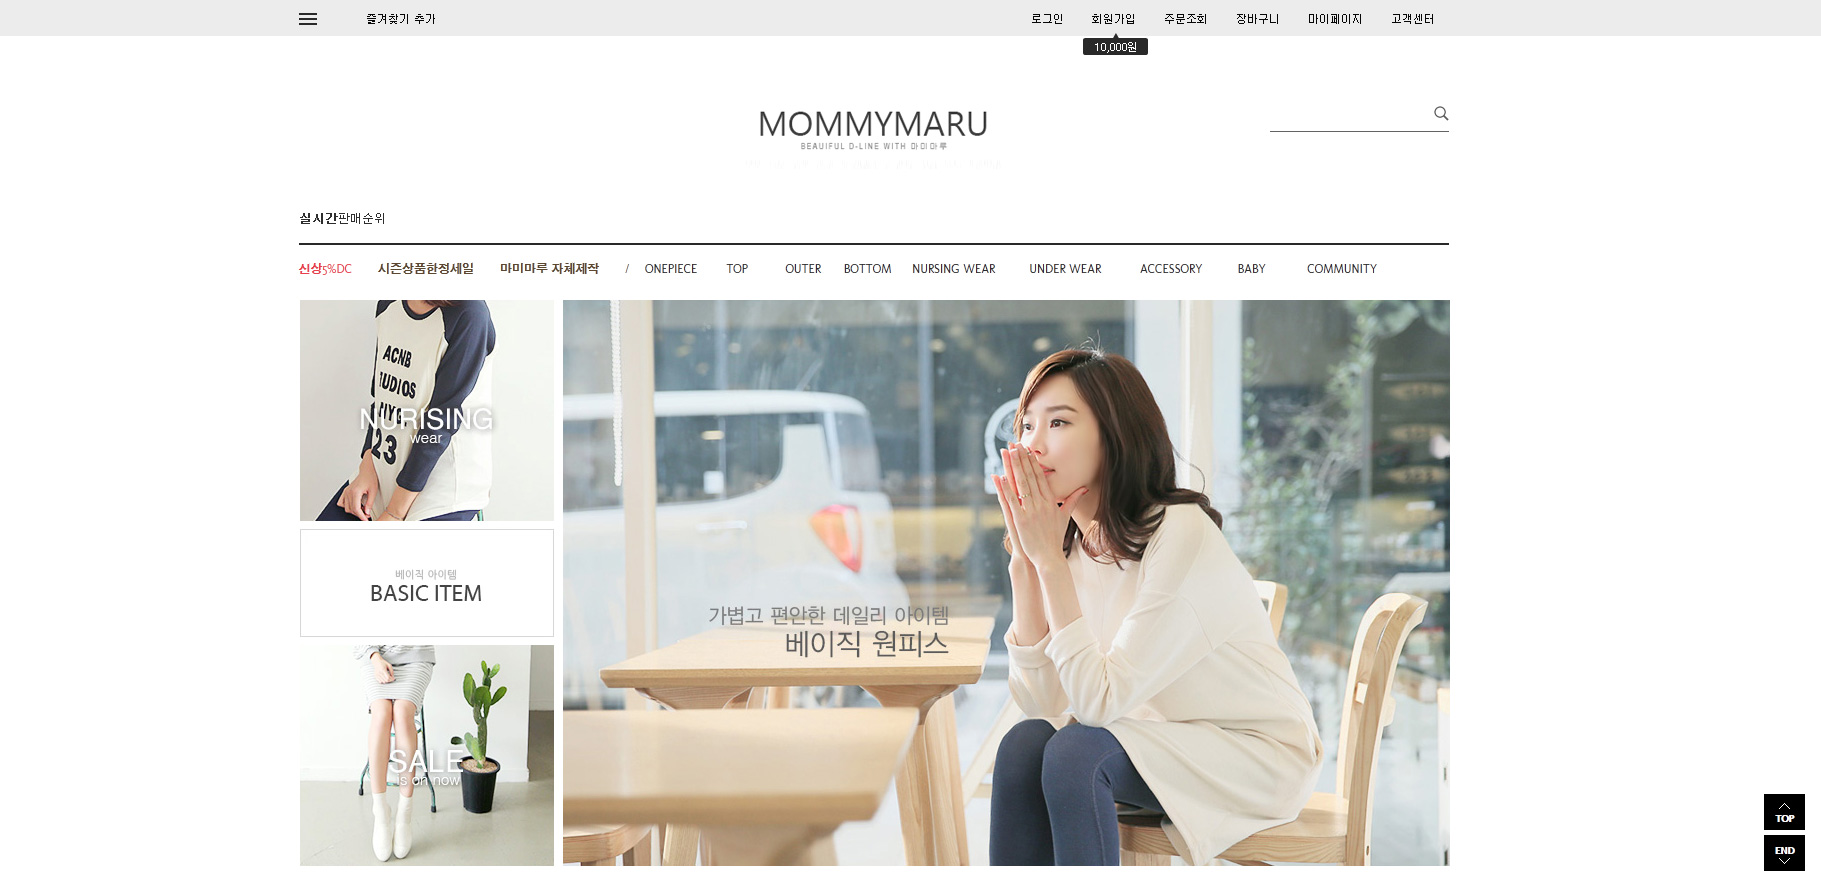 즐겨찾기 추가
로그인 회원가입 주문조회 장바구니 마이페이지 고객센터
10,000원
MOMMYMARU
BEAUIFUL D-LINE WITH 마미마루
실시간판매순위
신상5%DC 시즌상품한정세일 마미마루 자체제작 / ONEPIECE TOP OUTER BOTTOM NURSING WEAR UNDER WEAR ACCESSORY BABY COMMUNITY
ACNB
TUDIOS
NYC
23
NURISING
wear
베이직 아이템
BASIC ITEM
SALE
is on now
가볍고 편안한 데일리 아이템
베이직 원피스
TOP
END